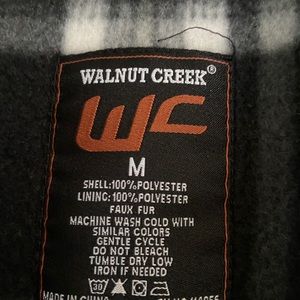 WALNUT CREEK®
WC
M
SHELL:100%POLYESTER
LINING: 100%POLYESTER
FAUX FUR
MACHINE WASH COLD WITH
SIMILAR COLORS
GENTLE CYCLE
DO NOT BLEACH
TUMBLE DRY LOW
IRON IF NEEDED
30
MADE IN CHINA